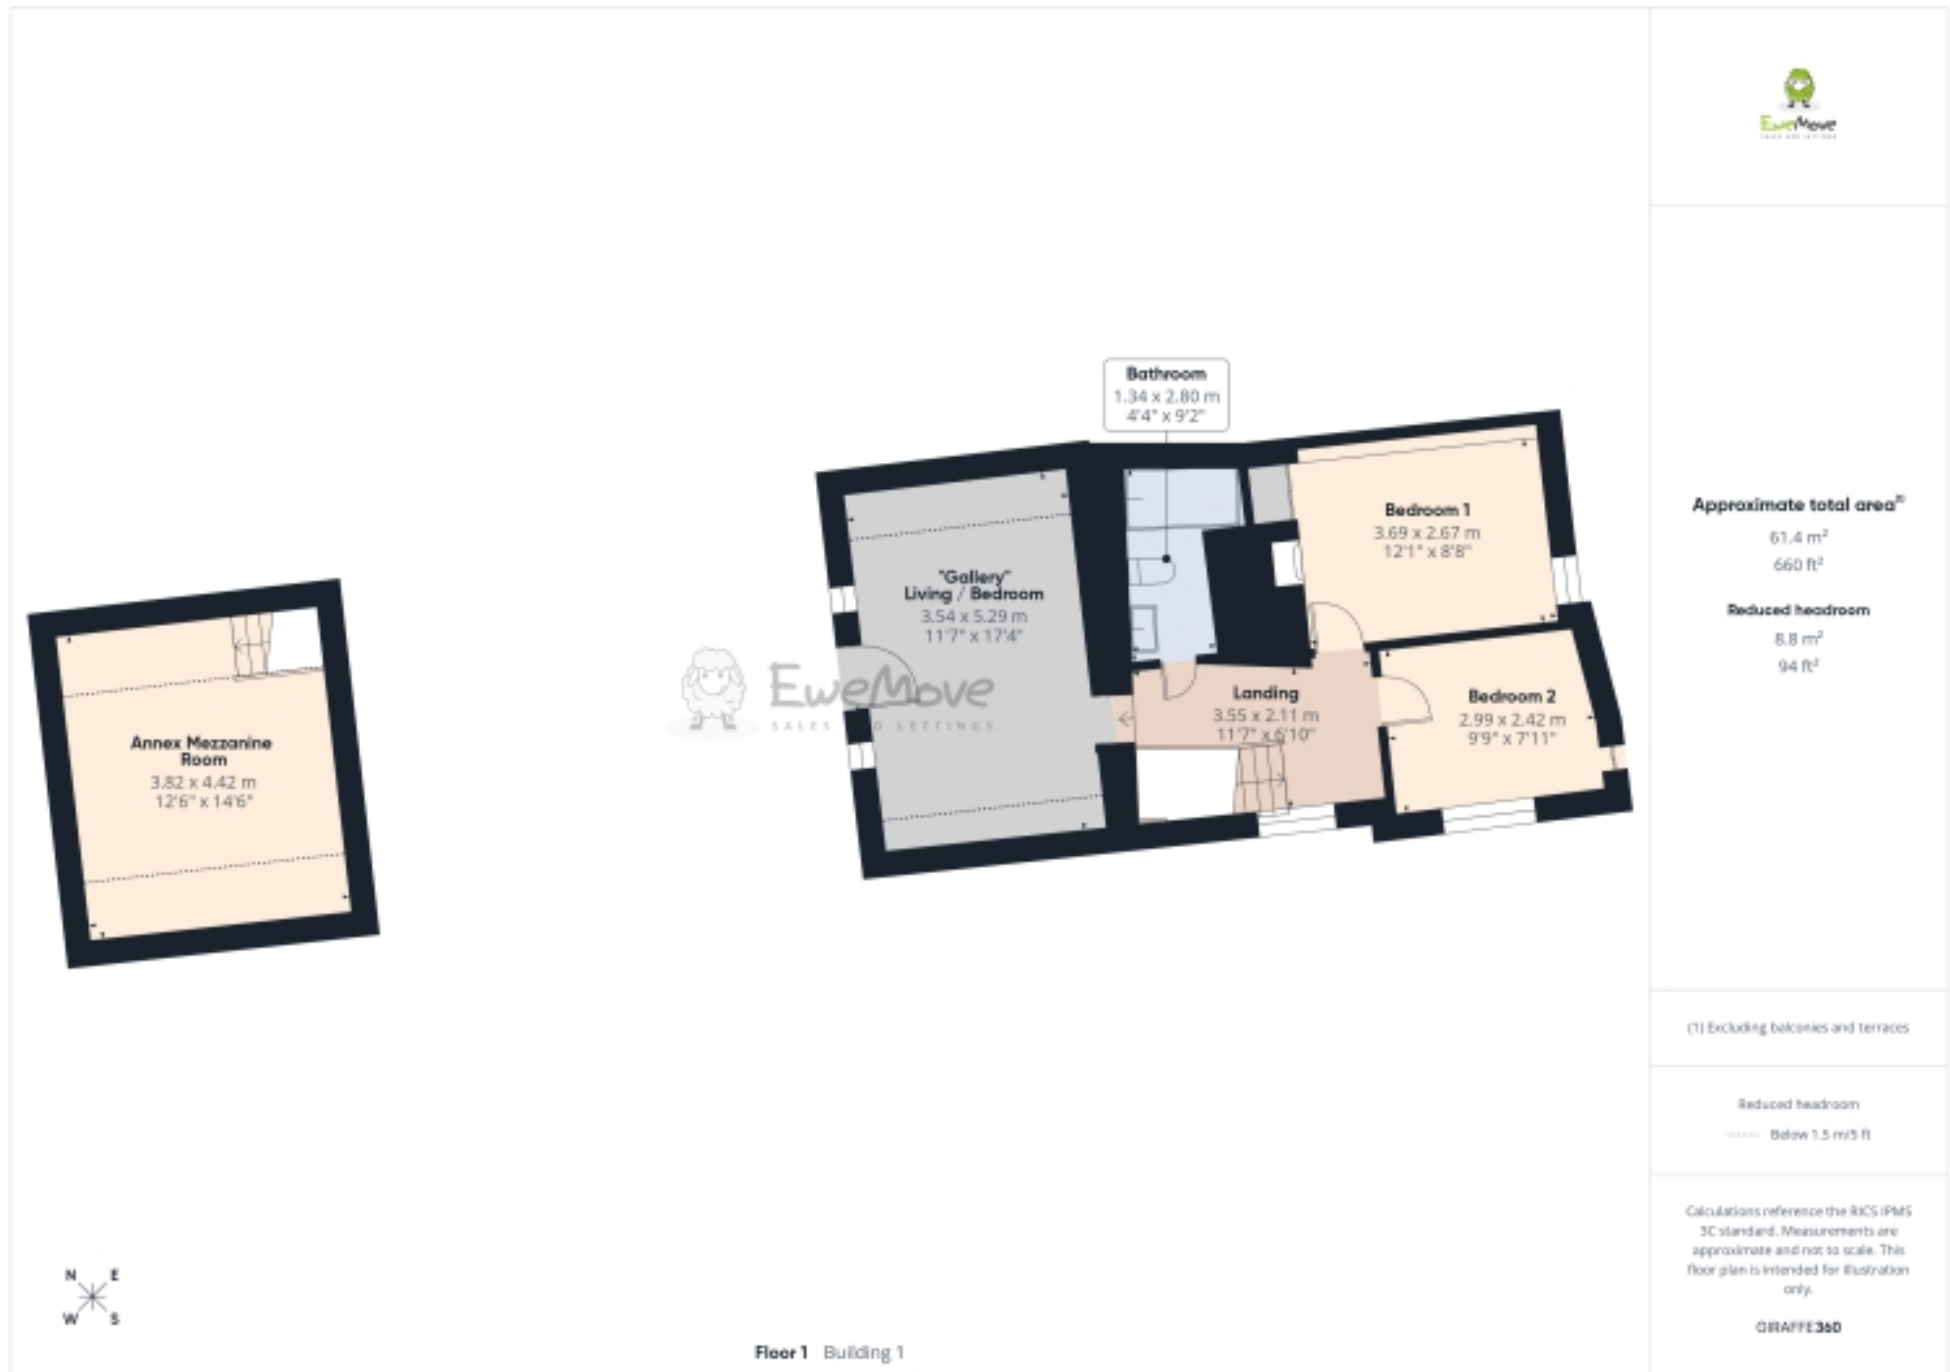 EweMove
Bathroom
1.34 x 2.80 m
4'4" x 9'2"
Bedroom 1
3.69 x 2.67 m
12'1" x 8'8"
"Gallery"
Living / Bedroom
3.54 x 5.29 m
11'7" x 17'4"
EweMove
SALES D LETTINGS
Landing
3.55 x 2.11 m
11'7" x 6'10"
Bedroom 2
2.99 x 2.42 m
9'9" x 7'11"
Annex Mezzanine
Room
3.82 x 4.42 m
12'6" x 14'6"
Approximate total area⁽¹⁾
61.4 m²
660 ft²
Reduced headroom
8.8 m²
94 ft²
(1) Excluding balconies and terraces
Reduced headroom
Below 1.5 m/5 ft
Calculations reference the RICS IPMS
3C standard. Measurements are
approximate and not to scale. This
floor plan is intended for illustration
only.
GIRAFFE360
N E
W S
Floor 1 Building 1